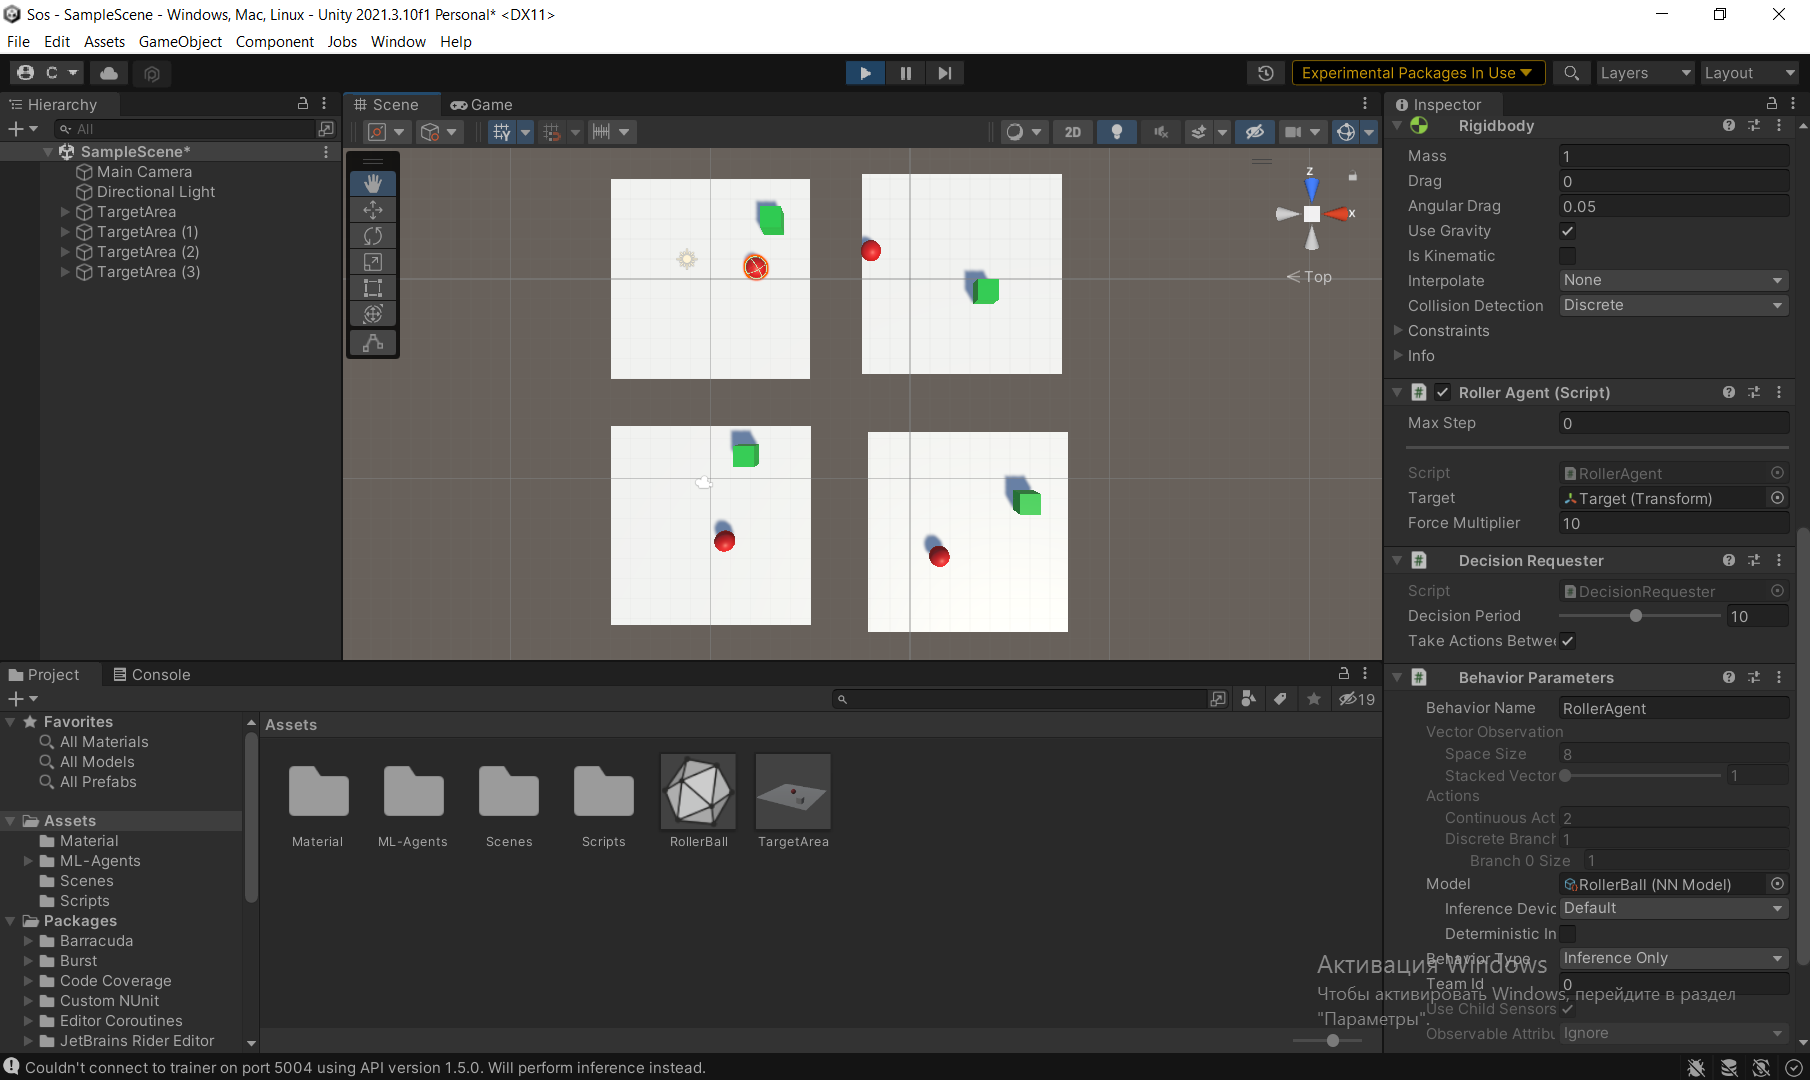 Sos - SampleScene - Windows, Mac, Linux - Unity 2021.3.10f1 Personal* <DX11>
File Edit Assets GameObject Component Jobs Window Help
C
Experimental Packages In Use
Layers
Layout
Hierarchy
All
SampleScene*
Main Camera
Directional Light
TargetArea
TargetArea (1)
TargetArea (2)
TargetArea (3)
Scene
Game
2D
z
x
Top
Inspector
Rigidbody
Mass 1
Drag 0
Angular Drag 0.05
Use Gravity
Is Kinematic
Interpolate None
Collision Detection Discrete
Constraints
Info
Roller Agent (Script)
Max Step 0
Script RollerAgent
Target Target (Transform)
Force Multiplier 10
Decision Requester
Script DecisionRequester
Decision Period 10
Take Actions Betwee
Behavior Parameters
Behavior Name RollerAgent
Vector Observation
Space Size 8
Stacked Vector 1
Actions
Continuous Act 2
Discrete Branch 1
Branch 0 Size 1
Model RollerBall (NN Model)
Inference Devic Default
Deterministic In
Behavior Type Inference Only
Team Id 0
Use Child Sensors
Observable Attribu Ignore
Активация Windows
Чтобы активировать Windows, перейдите в раздел
"Параметры".
Project
Console
19
Favorites
All Materials
All Models
All Prefabs
Assets
Material
ML-Agents
Scenes
Scripts
Packages
Barracuda
Burst
Code Coverage
Custom NUnit
Editor Coroutines
JetBrains Rider Editor
Assets
Material
ML-Agents
Scenes
Scripts
RollerBall
TargetArea
Couldn't connect to trainer on port 5004 using API version 1.5.0. Will perform inference instead.